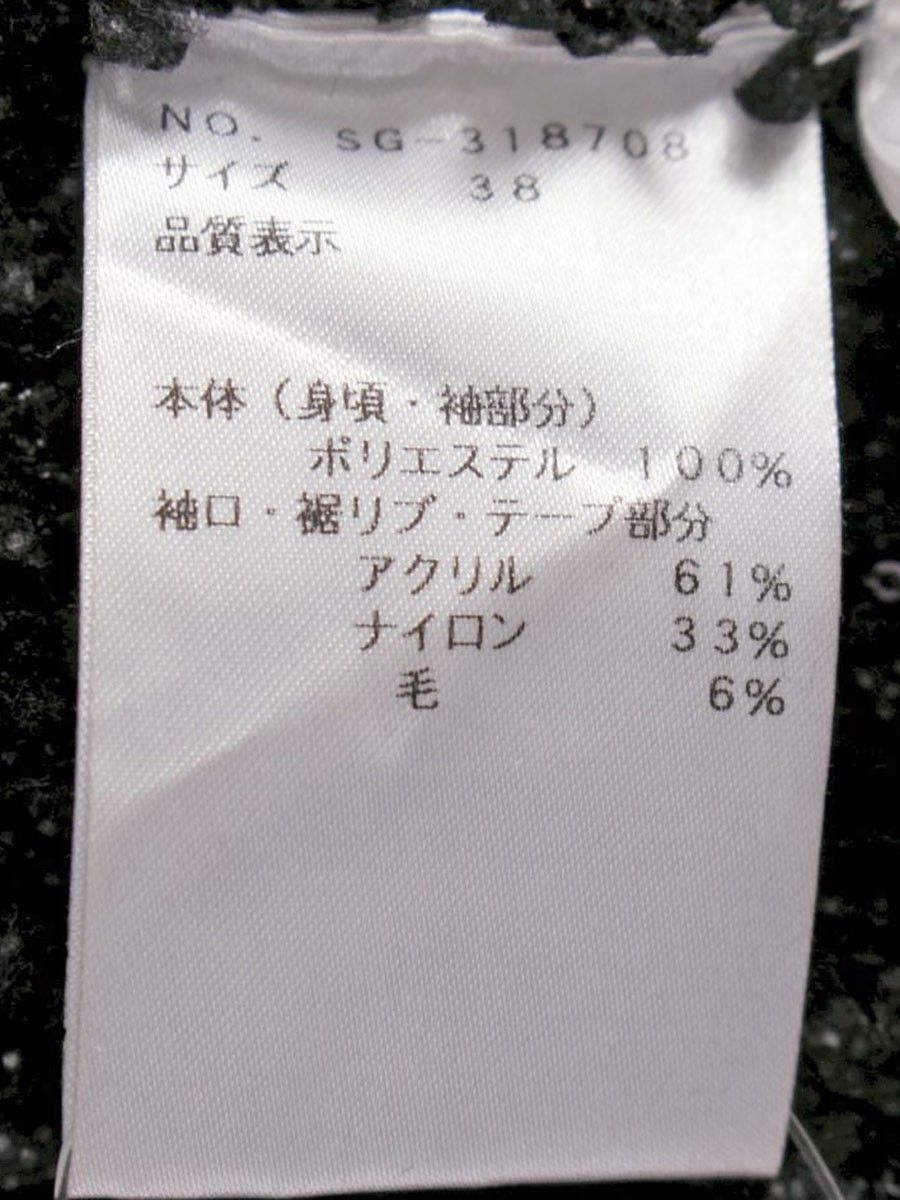 NO. SG-318708
サイズ 38
品質表示
本体（身頃・袖部分）
ポリエステル 100%
袖口・裾リブ・テープ部分
アクリル 61%
ナイロン 33%
毛 6%